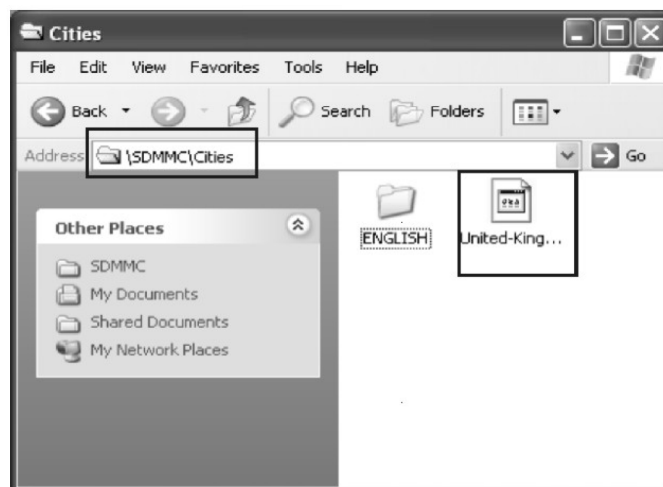 Cities
File Edit View Favorites Tools Help
Back Search Folders
Address \SDMMC\Cities Go
Other Places
SDMMC
My Documents
Shared Documents
My Network Places
ENGLISH United-King...